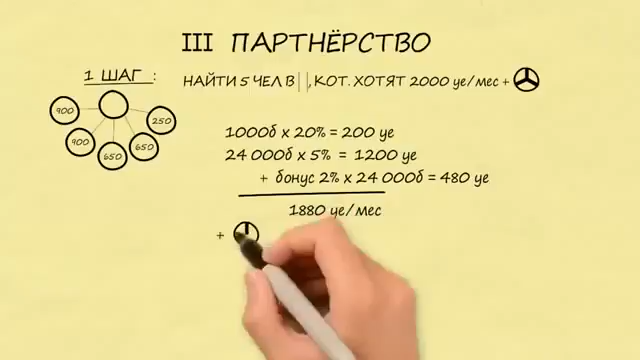 III ПАРТНЁРСТВО
1 ШАГ :
НАЙТИ 5 ЧЕЛ В | |, КОТ. ХОТЯТ 2000 уе/мес +
900
900
650
650
250
1000б х 20% = 200 уе
24 000б х 5% = 1200 уе
+ бонус 2% х 24 000б = 480 уе
1880 уе/мес
+